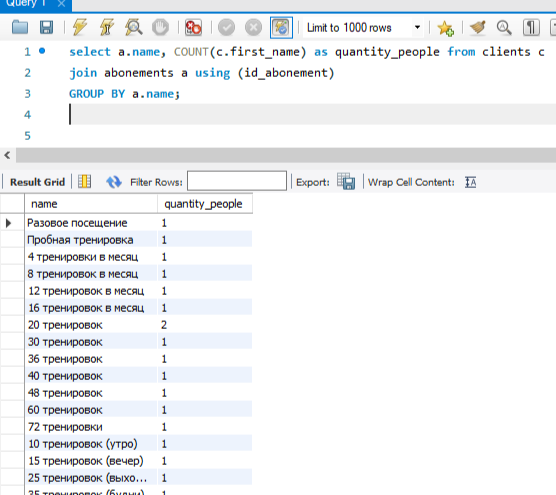 Query 1
Limit to 1000 rows
1 select a.name, COUNT(c.first_name) as quantity_people from clients c
2 join abonements a using (id_abonement)
3 GROUP BY a.name;
4
5
Result Grid Filter Rows: Export: Wrap Cell Content:
name quantity_people
Разовое посещение 1
Пробная тренировка 1
4 тренировки в месяц 1
8 тренировок в месяц 1
12 тренировок в месяц 1
16 тренировок в месяц 1
20 тренировок 2
30 тренировок 1
36 тренировок 1
40 тренировок 1
48 тренировок 1
60 тренировок 1
72 тренировки 1
10 тренировок (утро) 1
15 тренировок (вечер) 1
25 тренировок (выхо... 1
35 тренировок (будни) 1